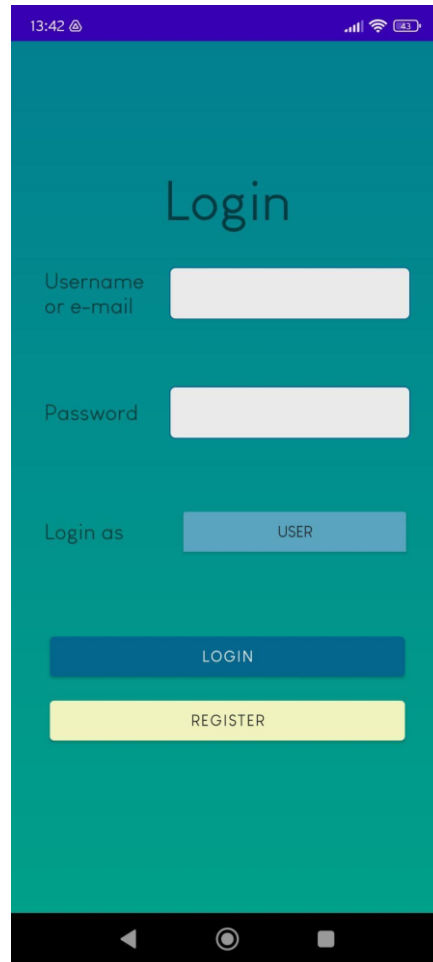 13:42
43
Login
Username
or e-mail
Password
Login as
USER
LOGIN
REGISTER